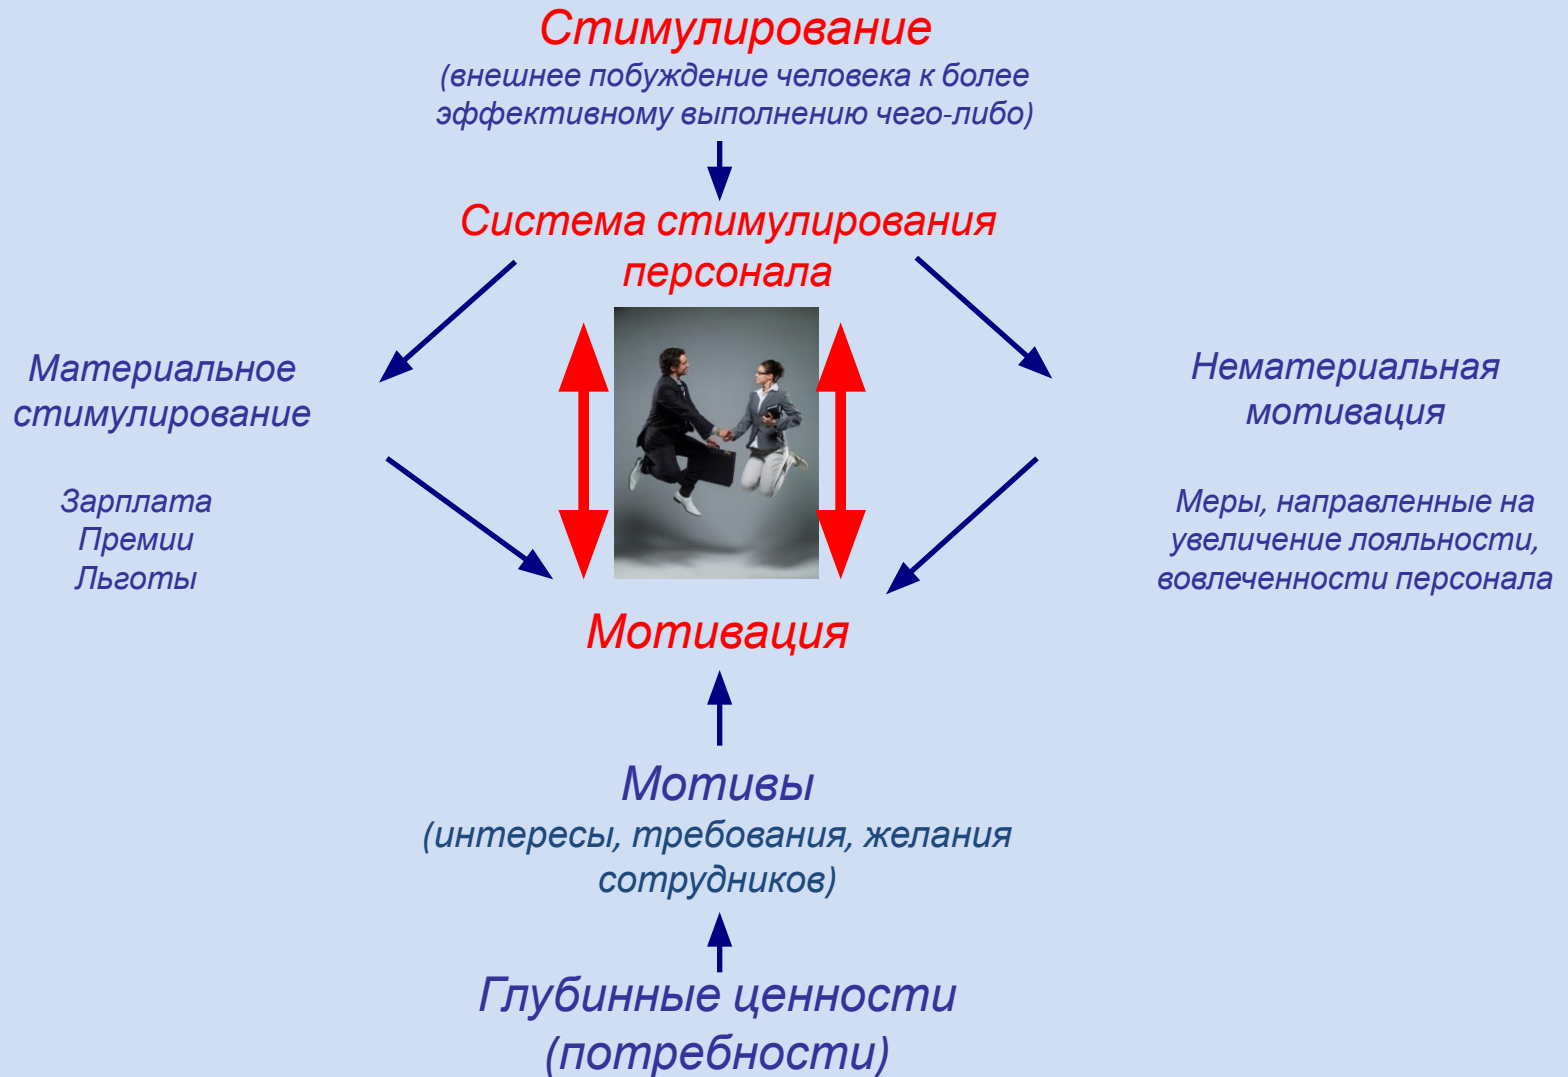 Стимулирование
(внешнее побуждение человека к более
эффективному выполнению чего-либо)
Система стимулирования
персонала
Материальное
стимулирование
Зарплата
Премии
Льготы
Нематериальная
мотивация
Меры, направленные на
увеличение лояльности,
вовлеченности персонала
Мотивация
Мотивы
(интересы, требования, желания
сотрудников)
Глубинные ценности
(потребности)